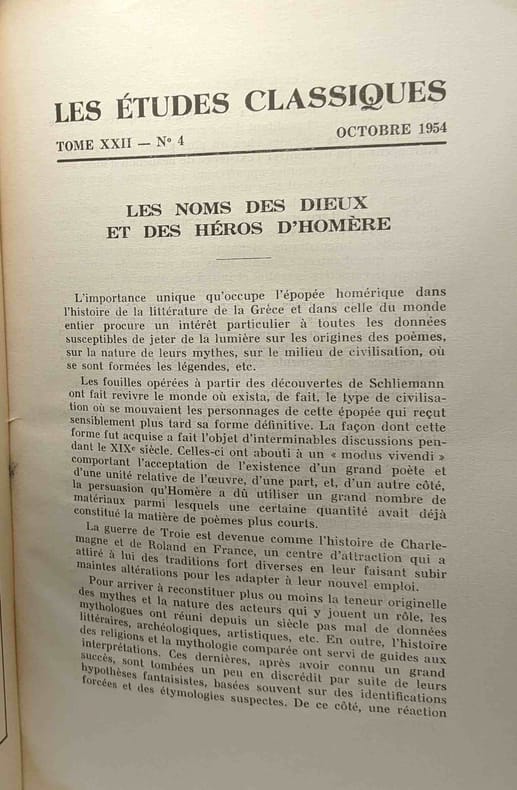 LES ÉTUDES CLASSIQUES
TOME XXII — Nº 4
OCTOBRE 1954
LES NOMS DES DIEUX
ET DES HÉROS D'HOMÈRE
L'importance unique qu'occupe l'épopée homérique dans
l'histoire de la littérature de la Grèce et dans celle du monde
entier procure un intérêt particulier à toutes les données
susceptibles de jeter de la lumière sur les origines des poèmes,
sur la nature de leurs mythes, sur le milieu de civilisation, où
se sont formées les légendes, etc.
Les fouilles opérées à partir des découvertes de Schliemann
ont fait revivre le monde où exista, de fait, le type de civilisa-
tion où se mouvaient les personnages de cette épopée qui reçut
sensiblement plus tard sa forme définitive. La façon dont cette
forme fut acquise a fait l'objet d'interminables discussions pen-
dant le XIXe siècle. Celles-ci ont abouti à un « modus vivendi »
comportant l'acceptation de l'existence d'un grand poète et
d'une unité relative de l'œuvre, d'une part, et, d'un autre côté,
la persuasion qu'Homère a dû utiliser un grand nombre de
matériaux parmi lesquels une certaine quantité avait déjà
constitué la matière de poèmes plus courts.
La guerre de Troie est devenue comme l'histoire de Charle-
magne et de Roland en France, un centre d'attraction qui a
attiré à lui des traditions fort diverses en leur faisant subir
maintes altérations pour les adapter à leur nouvel emploi.
Pour arriver à reconstituer plus ou moins la teneur originelle
des mythes et la nature des acteurs qui y jouent un rôle, les
mythologues ont réuni depuis un siècle pas mal de données
littéraires, archéologiques, artistiques, etc. En outre, l'histoire
des religions et la mythologie comparée ont servi de guides aux
interprétations. Ces dernières, après avoir connu un grand
succès, sont tombées un peu en discrédit par suite de leurs
hypothèses fantaisistes, basées souvent sur des identifications
forcées et des étymologies suspectes. De ce côté, une réaction